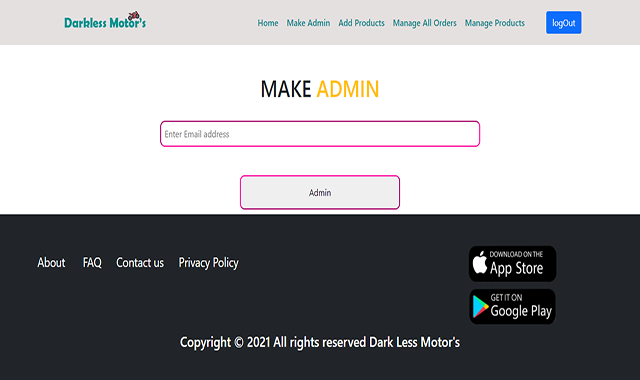 Darkless Motor's
Home Make Admin Add Products Manage All Orders Manage Products logOut
MAKE ADMIN
Enter Email address
Admin
About FAQ Contact us Privacy Policy
DOWNLOAD ON THE
App Store
GET IT ON
Google Play
Copyright © 2021 All rights reserved Dark Less Motor's